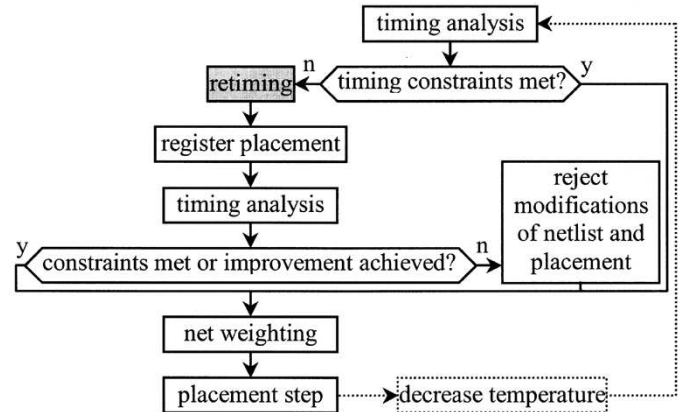 timing analysis
n
timing constraints met?
y
retiming
register placement
timing analysis
reject
modifications
of netlist and
placement
y
constraints met or improvement achieved?
n
net weighting
placement step
decrease temperature